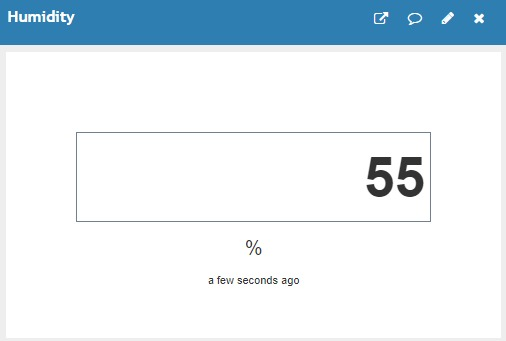 Humidity
55
%
a few seconds ago